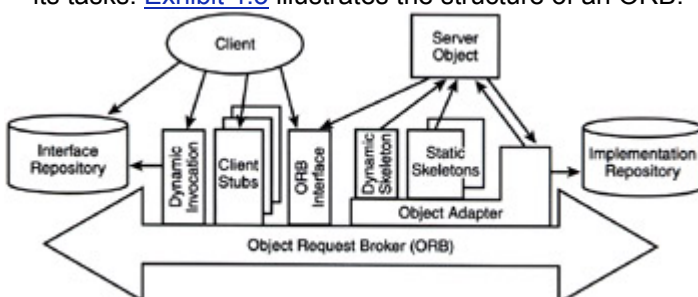 its tasks. Exhibit 4.3 illustrates the structure of an ORB.
Client
Server
Object
Interface
Repository
Dynamic
Invocation
Client
Stubs
ORB
Interface
Dynamic
Skeleton
Static
Skeletons
Object Adapter
Implementation
Repository
Object Request Broker (ORB)